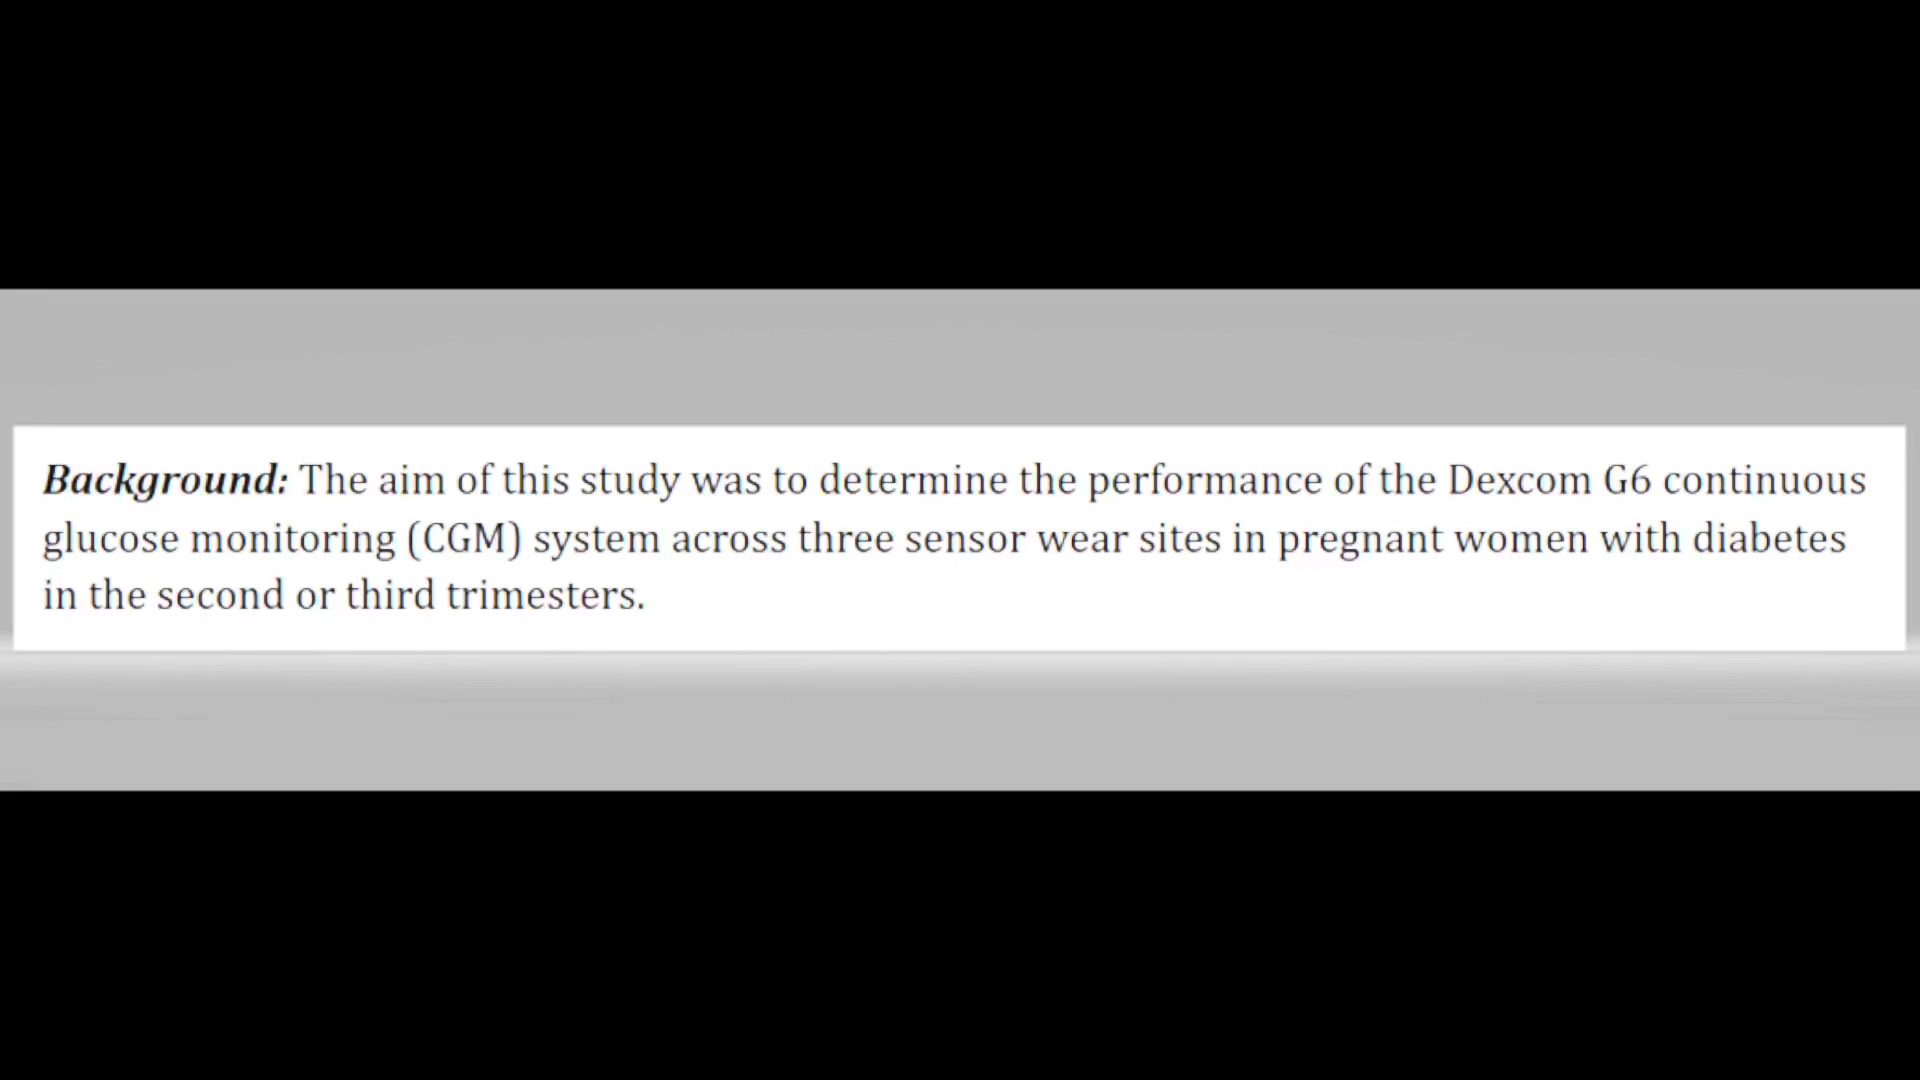 Background: The aim of this study was to determine the performance of the Dexcom G6 continuous
glucose monitoring (CGM) system across three sensor wear sites in pregnant women with diabetes
in the second or third trimesters.